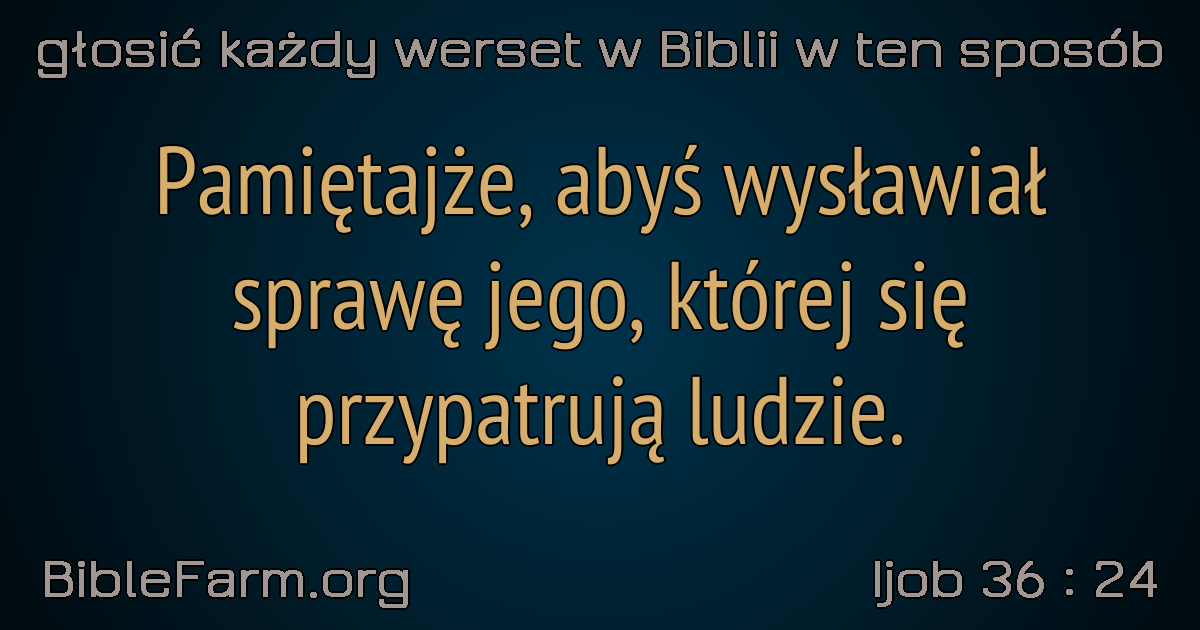 głosić każdy werset w Biblii w ten sposób
Pamiętajże, abyś wysławiał
sprawę jego, której się
przypatrują ludzie.
BibleFarm.org
Ijob 36 : 24